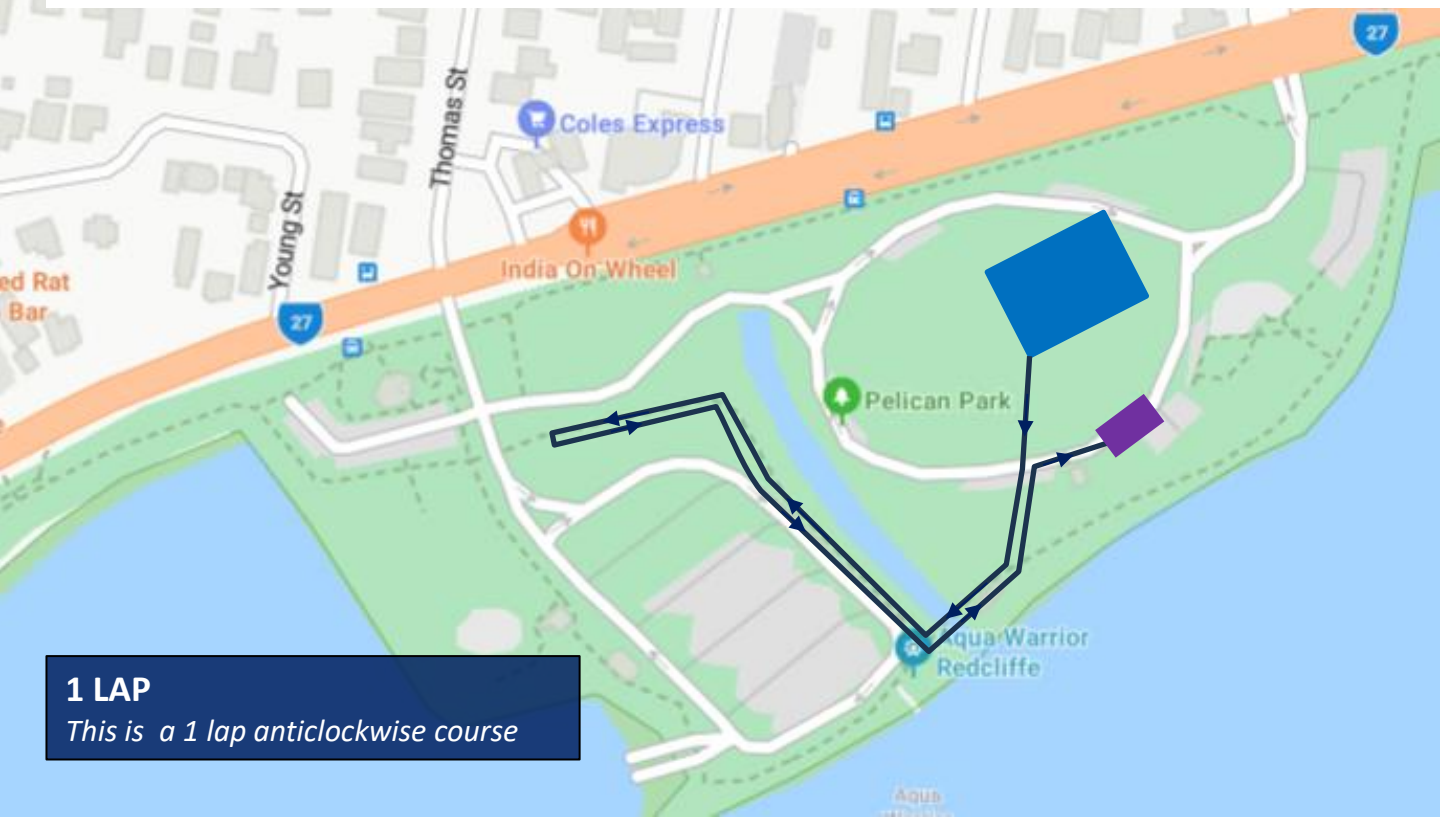 27
Thomas St
Coles Express
Young St
India On Wheel
ed Rat
Bar
27
Pelican Park
Aqua Warrior
Redcliffe
1 LAP
This is a 1 lap anticlockwise course
Aqua